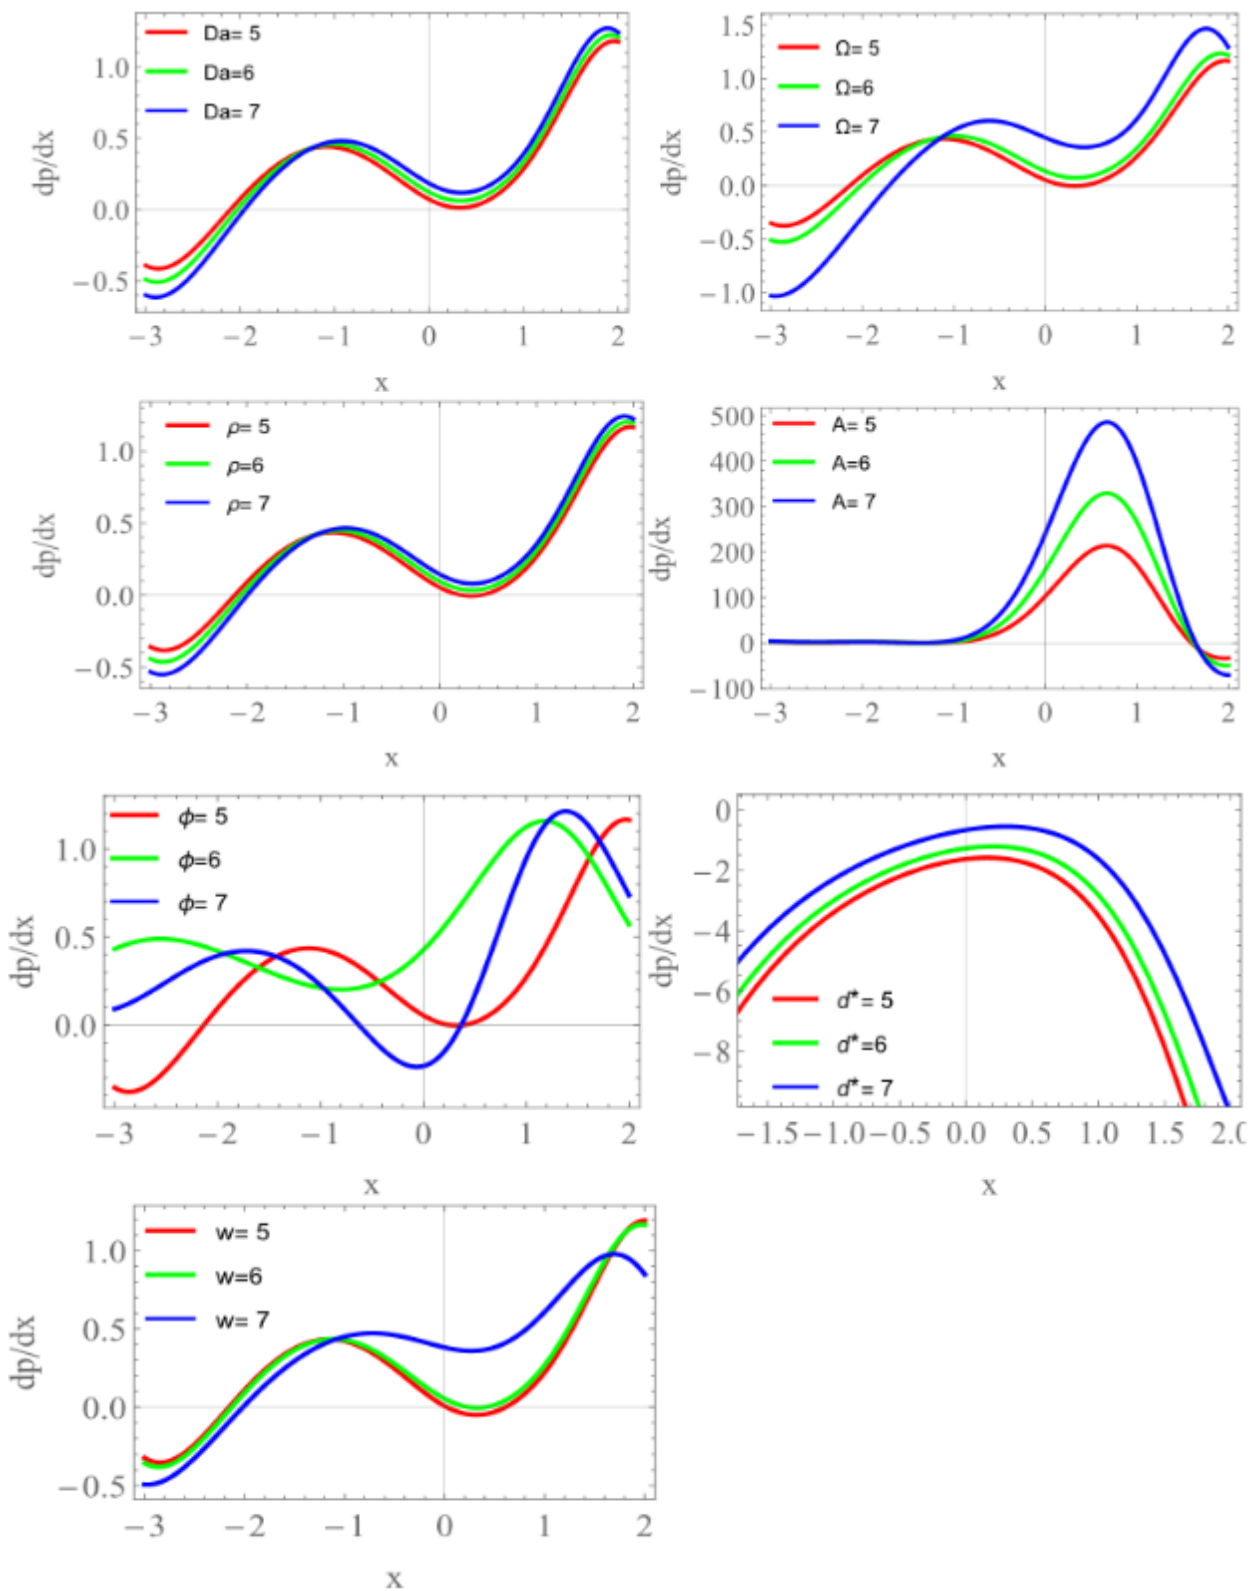 Da= 5
Da=6
Da= 7
dp/dx
1.0
0.5
0.0
−0.5
−3 −2 −1 0 1 2
x
Ω= 5
Ω=6
Ω= 7
dp/dx
1.5
1.0
0.5
0.0
−0.5
−1.0
−3 −2 −1 0 1 2
x
ρ= 5
ρ=6
ρ= 7
dp/dx
1.0
0.5
0.0
−0.5
−3 −2 −1 0 1 2
x
A= 5
A=6
A= 7
dp/dx
500
400
300
200
100
0
−100
−3 −2 −1 0 1 2
x
ϕ= 5
ϕ=6
ϕ= 7
dp/dx
1.0
0.5
0.0
−3 −2 −1 0 1 2
x
d*= 5
d*=6
d*= 7
dp/dx
0
−2
−4
−6
−8
−1.5 −1.0 −0.5 0.0 0.5 1.0 1.5 2.0
x
w= 5
w=6
w= 7
dp/dx
1.0
0.5
0.0
−0.5
−3 −2 −1 0 1 2
x